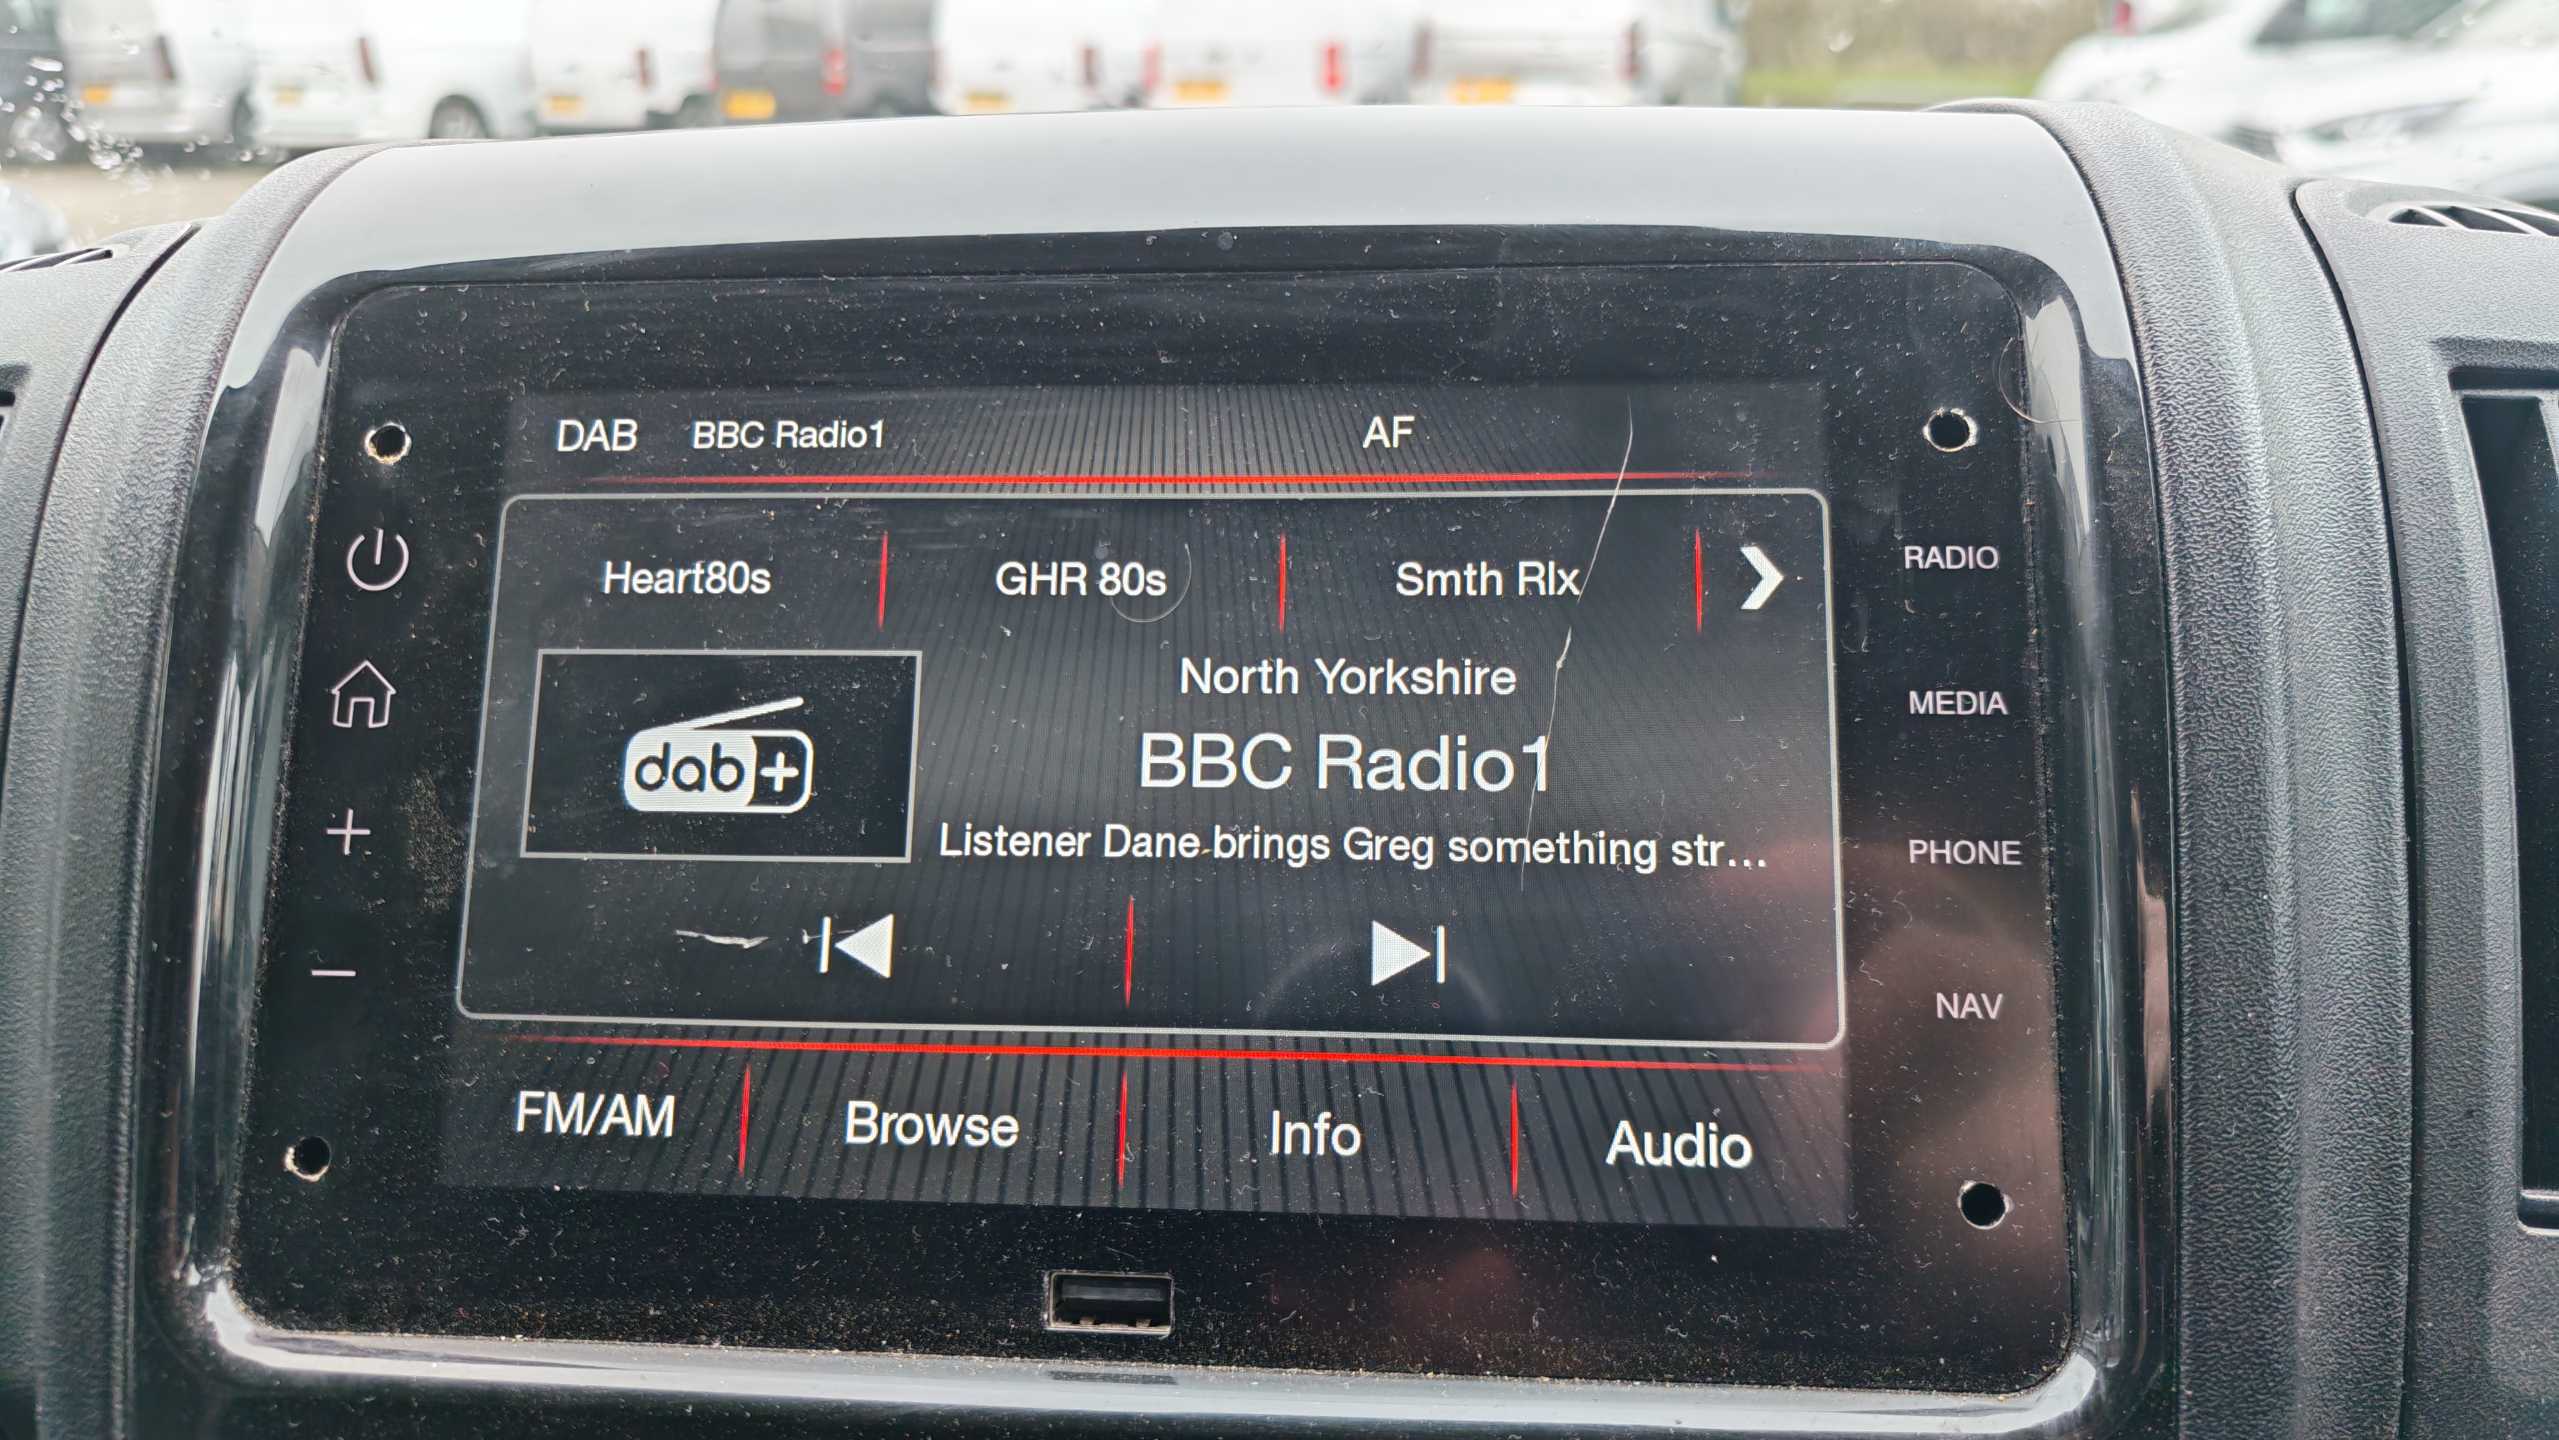 DAB BBC Radio1 AF
Heart80s GHR 80s Smth Rlx
RADIO
North Yorkshire
MEDIA
dab+
BBC Radio1
Listener Dane brings Greg something str...
PHONE
NAV
FM/AM Browse Info Audio